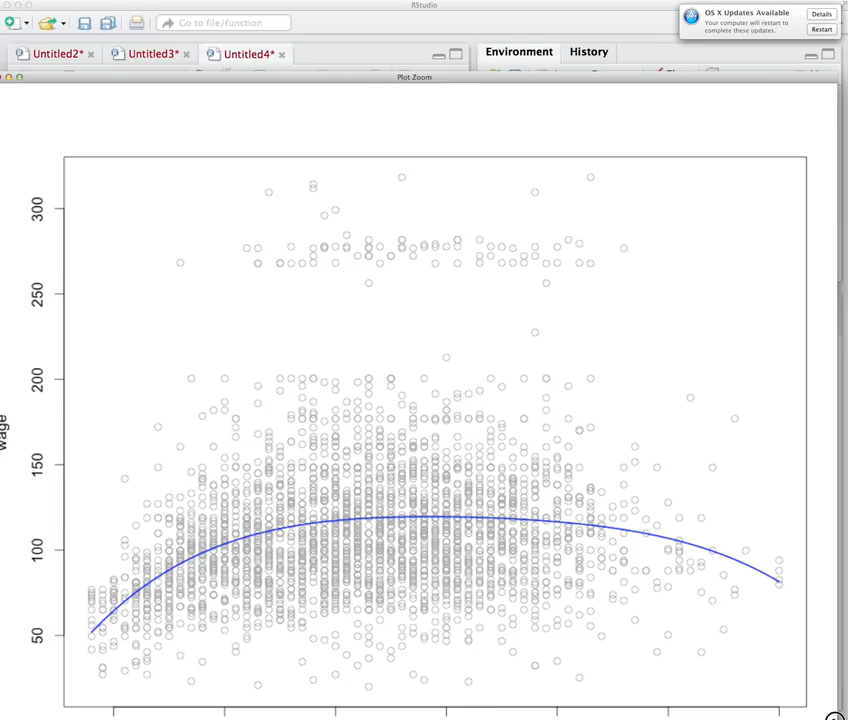 RStudio
OS X Updates Available
Your computer will restart to
complete these updates.
Details
Restart
Go to file/function
Untitled2*
Untitled3*
Untitled4*
Environment
History
Plot Zoom
300
250
200
150
100
50
wage